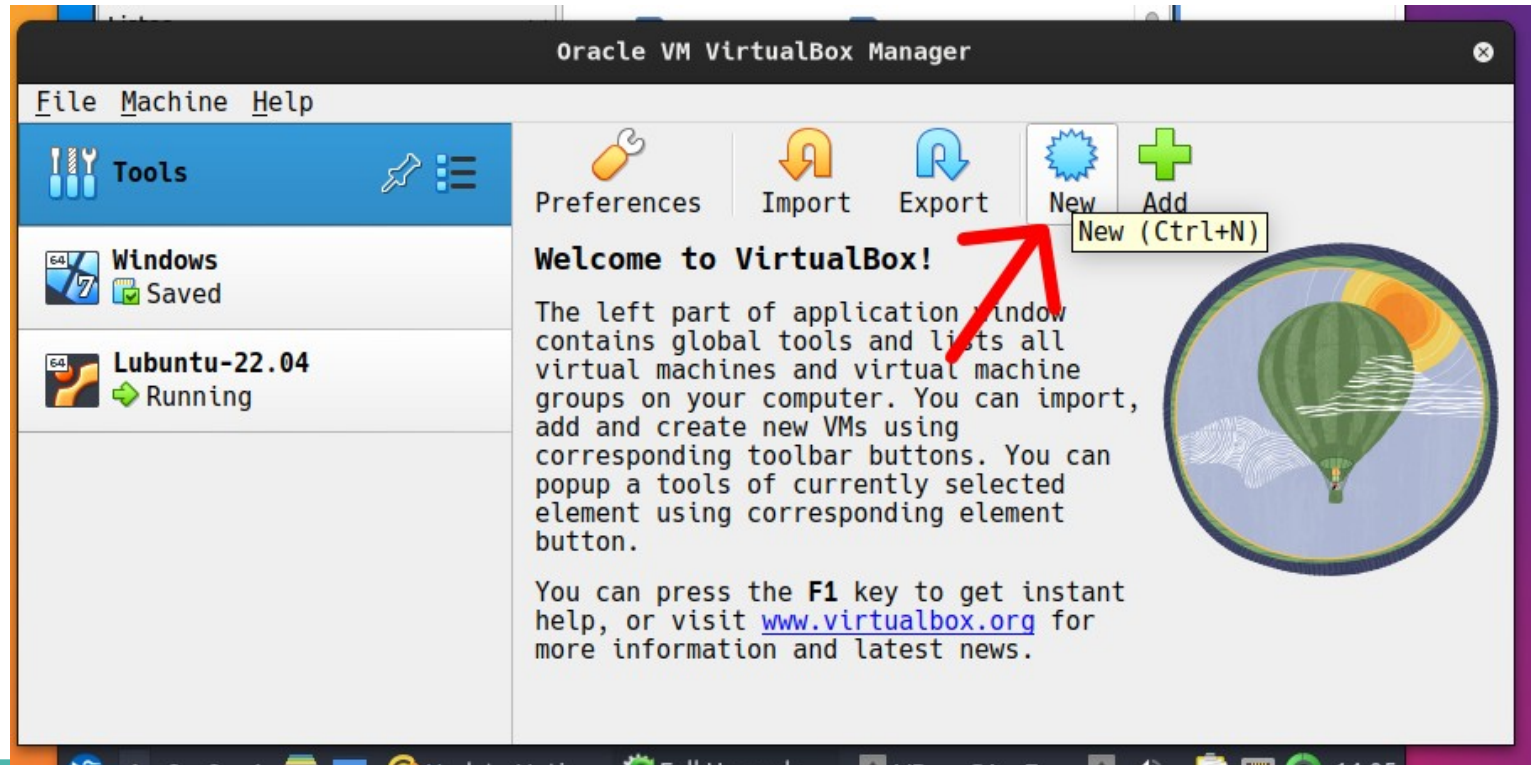 Oracle VM VirtualBox Manager
File Machine Help
Tools
Preferences
Import
Export
New
Add
New (Ctrl+N)
Windows
Saved
Lubuntu-22.04
Running
Welcome to VirtualBox!
The left part of application window
contains global tools and lists all
virtual machines and virtual machine
groups on your computer. You can import,
add and create new VMs using
corresponding toolbar buttons. You can
popup a tools of currently selected
element using corresponding element
button.
You can press the F1 key to get instant
help, or visit www.virtualbox.org for
more information and latest news.